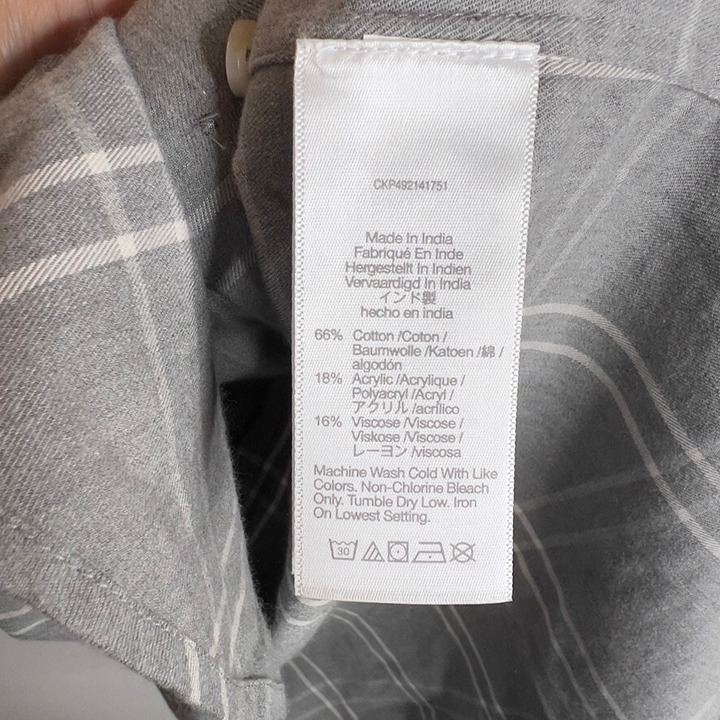 CKP492141751
Made In India
Fabriqué En Inde
Hergestellt In Indien
Vervaardigd In India
インド製
hecho en india
66% Cotton /Coton /
Baumwolle /Katoen /綿 /
algodón
18% Acrylic /Acrylique /
Polyacryl /Acryl /
アクリル /acrílico
16% Viscose /Viscose /
Viskose /Viscose /
レーヨン /viscosa
Machine Wash Cold With Like
Colors. Non-Chlorine Bleach
Only. Tumble Dry Low. Iron
On Lowest Setting.
30